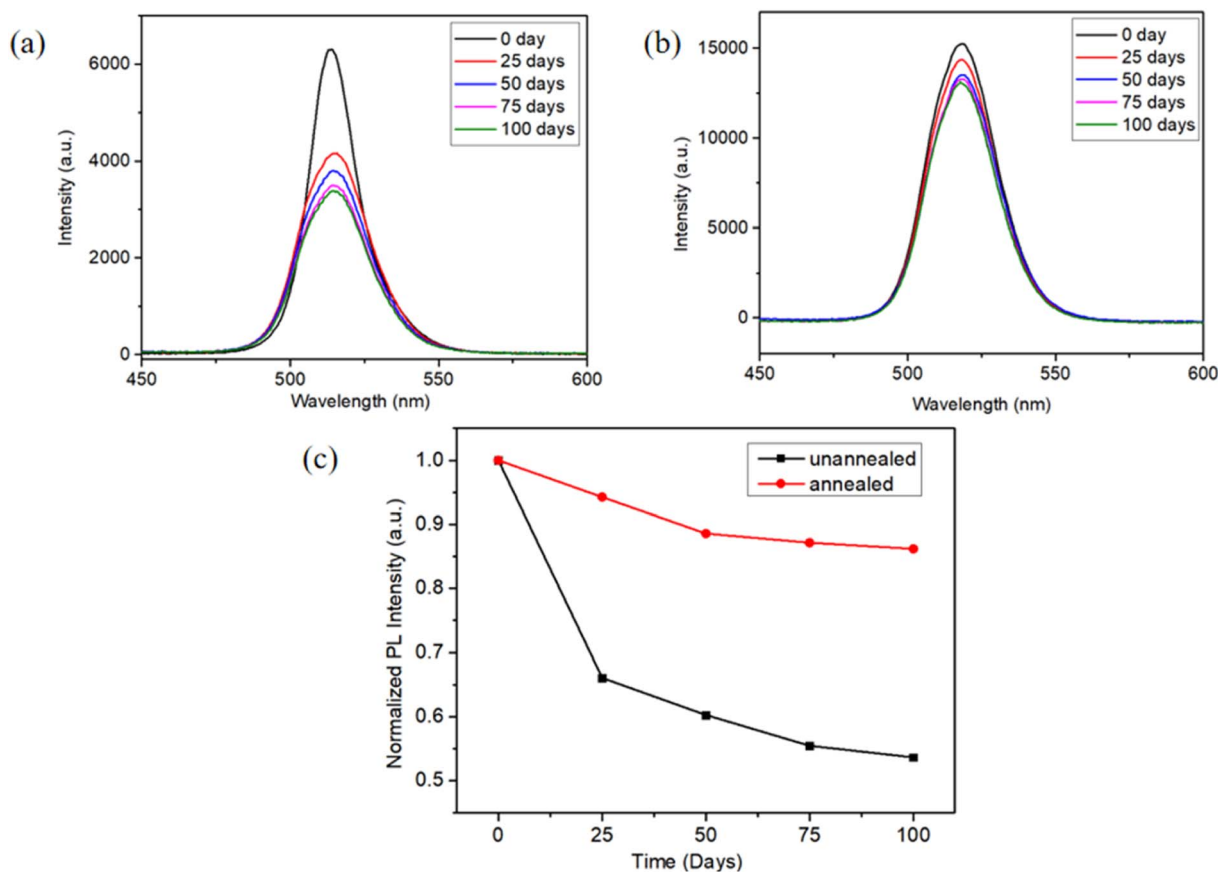 (a)
0 day
25 days
50 days
75 days
100 days
6000
4000
2000
0
Intensity (a.u.)
450 500 550 600
Wavelength (nm)
(b)
0 day
25 days
50 days
75 days
100 days
15000
10000
5000
0
Intensity (a.u.)
450 500 550 600
Wavelength (nm)
(c)
unannealed
annealed
1.0
0.9
0.8
0.7
0.6
0.5
Normalized PL Intensity (a.u.)
0 25 50 75 100
Time (Days)